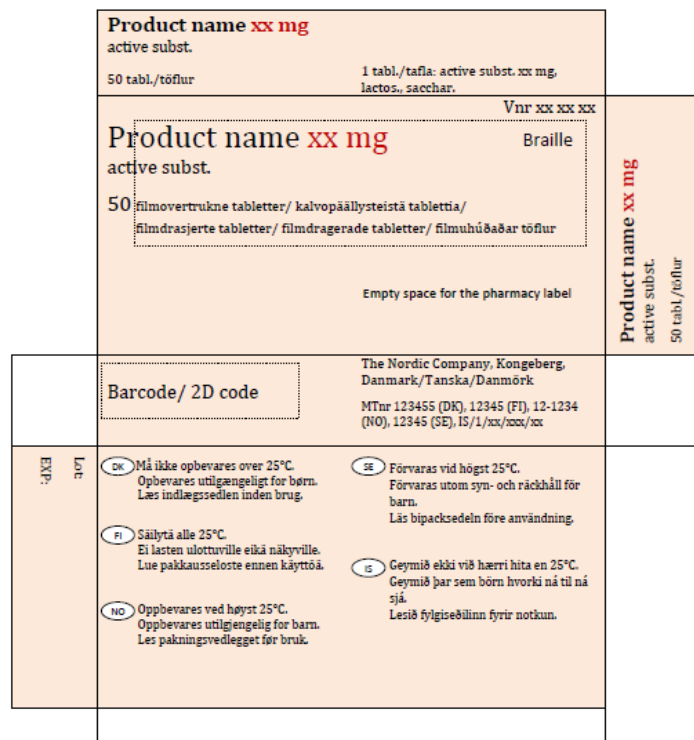 Product name xx mg
active subst.
50 tabl./töflur
1 tabl./tafla: active subst. xx mg,
lactos., sacchar.
Vnr xx xx xx
Product name xx mg
Braille
active subst.
50 filmovertrukne tabletter/ kalvopäällysteistä tablettia/
filmdrasjerte tabletter/ filmdragerade tabletter/ filmuhúðaðar töflur
Empty space for the pharmacy label
Product name xx mg
active subst.
50 tabl./töflur
Barcode/ 2D code
The Nordic Company, Kongeberg,
Danmark/Tanska/Danmörk
MTnr 123455 (DK), 12345 (FI), 12-1234
(NO), 12345 (SE), IS/1/xx/xxx/xx
Lot
EXP:
DK Må ikke opbevares over 25°C.
Opbevares utilgængeligt for børn.
Læs indlægssedlen inden brug.
FI Säilytä alle 25°C.
Ei lasten ulottuville eikä näkyville.
Lue pakkausseloste ennen käyttöä.
NO Oppbevares ved høyst 25°C.
Oppbevares utilgjengelig for barn.
Les pakningsvedlegget før bruk.
SE Förvaras vid högst 25°C.
Förvaras utom syn- och räckhåll för
barn.
Läs bipacksedeln före användning.
IS Geymið ekki við hærri hita en 25°C.
Geymið þar sem börn hvorki ná til né
sjá.
Lesið fylgiseðilinn fyrir notkun.